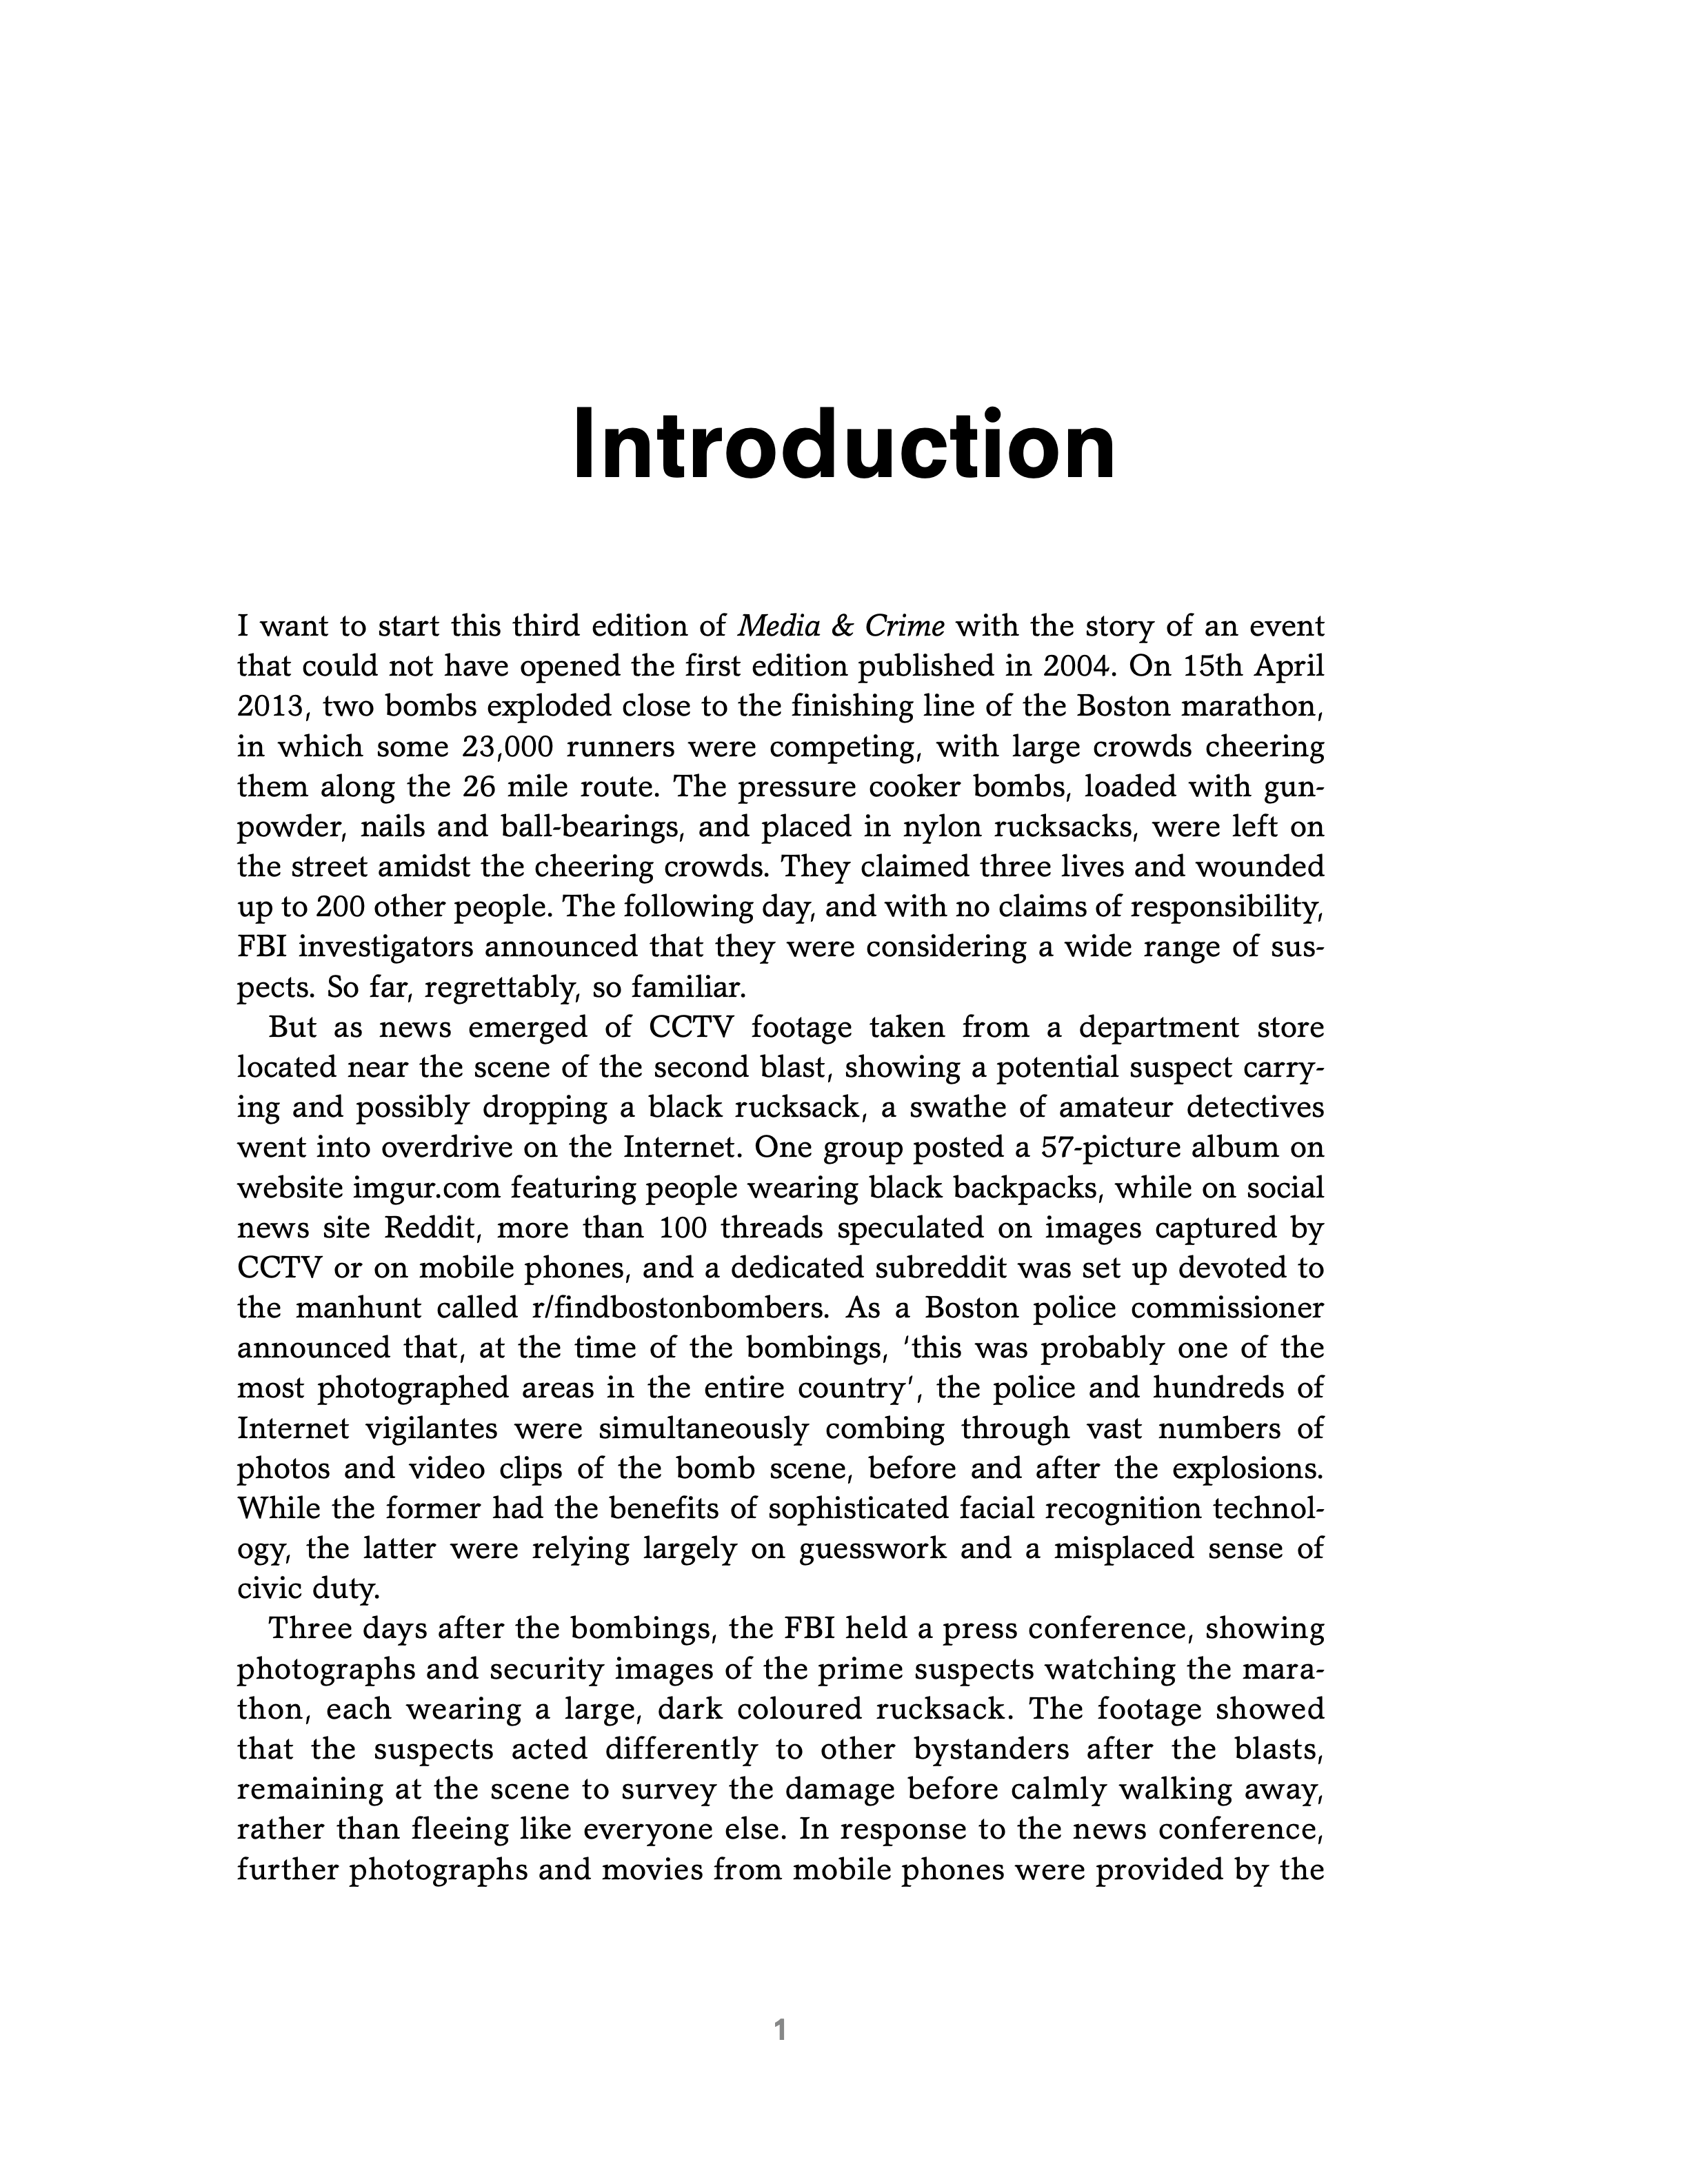 Introduction
I want to start this third edition of Media & Crime with the story of an event
that could not have opened the first edition published in 2004. On 15th April
2013, two bombs exploded close to the finishing line of the Boston marathon,
in which some 23,000 runners were competing, with large crowds cheering
them along the 26 mile route. The pressure cooker bombs, loaded with gun-
powder, nails and ball-bearings, and placed in nylon rucksacks, were left on
the street amidst the cheering crowds. They claimed three lives and wounded
up to 200 other people. The following day, and with no claims of responsibility,
FBI investigators announced that they were considering a wide range of sus-
pects. So far, regrettably, so familiar.
But as news emerged of CCTV footage taken from a department store
located near the scene of the second blast, showing a potential suspect carry-
ing and possibly dropping a black rucksack, a swathe of amateur detectives
went into overdrive on the Internet. One group posted a 57-picture album on
website imgur.com featuring people wearing black backpacks, while on social
news site Reddit, more than 100 threads speculated on images captured by
CCTV or on mobile phones, and a dedicated subreddit was set up devoted to
the manhunt called r/findbostonbombers. As a Boston police commissioner
announced that, at the time of the bombings, ‘this was probably one of the
most photographed areas in the entire country’, the police and hundreds of
Internet vigilantes were simultaneously combing through vast numbers of
photos and video clips of the bomb scene, before and after the explosions.
While the former had the benefits of sophisticated facial recognition technol-
ogy, the latter were relying largely on guesswork and a misplaced sense of
civic duty.
Three days after the bombings, the FBI held a press conference, showing
photographs and security images of the prime suspects watching the mara-
thon, each wearing a large, dark coloured rucksack. The footage showed
that the suspects acted differently to other bystanders after the blasts,
remaining at the scene to survey the damage before calmly walking away,
rather than fleeing like everyone else. In response to the news conference,
further photographs and movies from mobile phones were provided by the
1